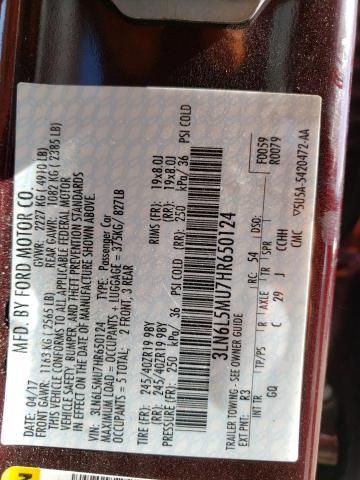 MFD. BY FORD MOTOR CO.
04/17 GVWR: 2227 KG ( 4910 LB)
FRONT GAWR: 1163 KG ( 2565 LB) REAR GAWR: 1082 KG ( 2385 LB)
THIS VEHICLE CONFORMS TO ALL APPLICABLE FEDERAL MOTOR
VEHICLE SAFETY, BUMPER, AND THEFT PREVENTION STANDARDS
IN EFFECT ON THE DATE OF MANUFACTURE SHOWN ABOVE.
VIN: 3LN6L5MU7HR650124 TYPE: Passenger Car
MAXIMUM LOAD = OCCUPANTS + LUGGAGE = 375KG/ 827LB
OCCUPANTS = 5 TOTAL: 2 FRONT, 3 REAR
TIRE (FR): 245/40ZR19 98Y RIMS (FR): 19x8.0J
TIRE (RR): 245/40ZR19 98Y (RR): 19x8.0J
PRESSURE (FR): 250 kPa/ 36 PSI COLD (RR): 250 kPa/ 36 PSI COLD
3LN6L5MU7HR650124
TRAILER TOWING - SEE OWNER GUIDE F0059
R0079
EXT PNT: R3 RC: 54 DSO:
INT TR TP/PS R AXLE TR SPR
GQ C 29 J CCHH
CMC 5U5A-5420472-AA